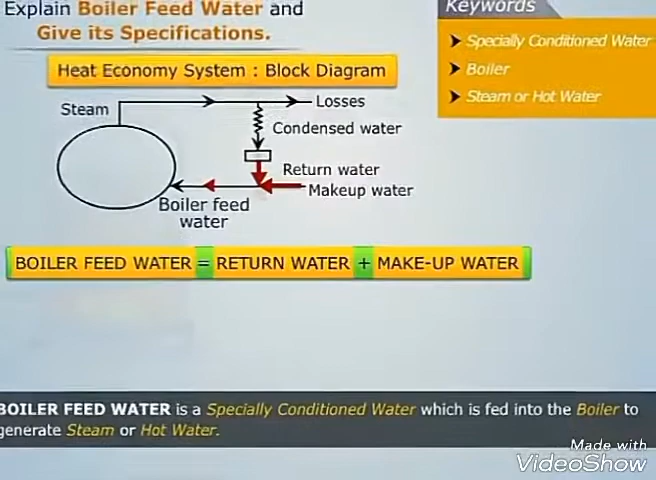 Explain Boiler Feed Water and
Give its Specifications.
Keywords
Specially Conditioned Water
Boiler
Steam or Hot Water
Heat Economy System : Block Diagram
Steam
Losses
Condensed water
Return water
Makeup water
Boiler feed
water
BOILER FEED WATER = RETURN WATER + MAKE-UP WATER
BOILER FEED WATER is a Specially Conditioned Water which is fed into the Boiler to
generate Steam or Hot Water.
Made with
VideoShow